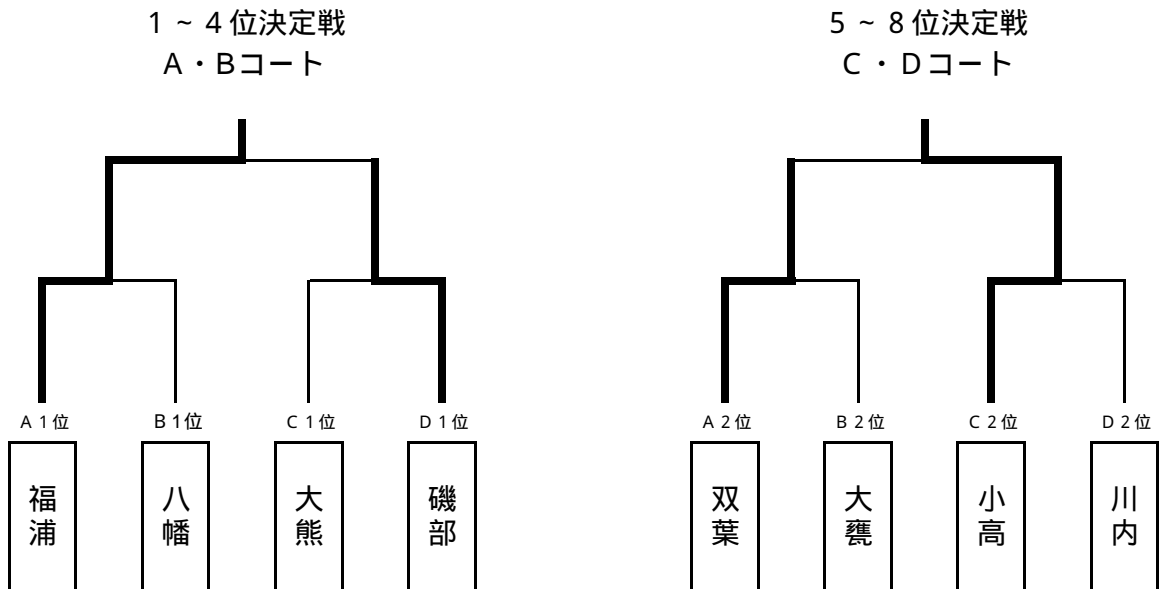 1 ~ 4 位決定戦
A・Bコート
5 ~ 8 位決定戦
C・Dコート
A 1 位
B 1位
C 1 位
D 1 位
A 2 位
B 2 位
C 2 位
D 2 位
福浦
八幡
大熊
磯部
双葉
大甕
小高
川内